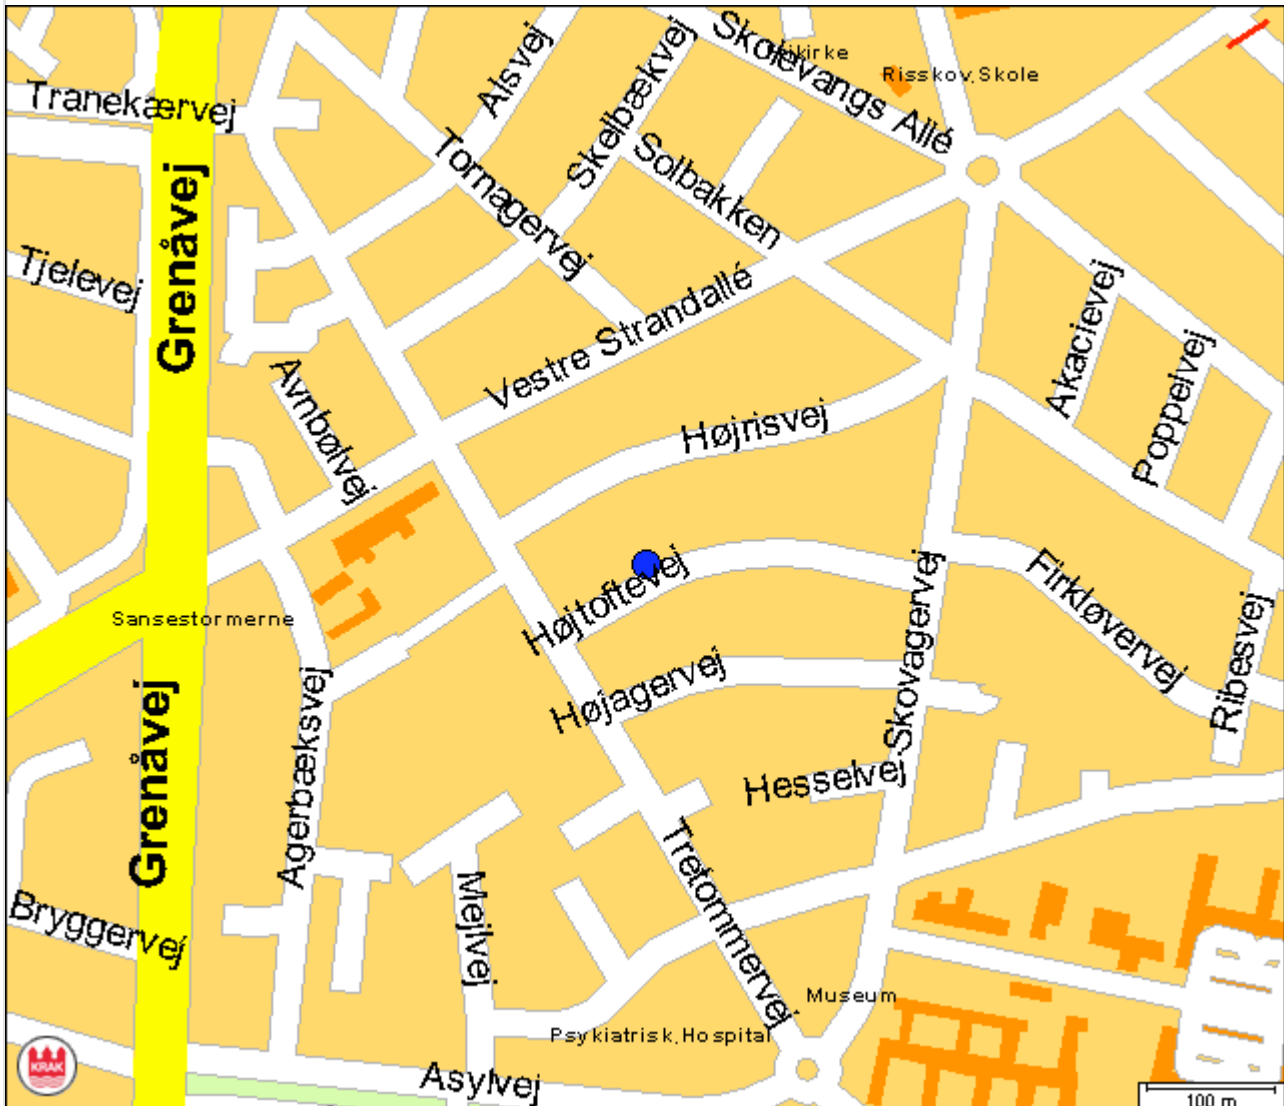 Skolevangs Allé
Risskov Skole
Alsvej
Skelbækvej
Tranekærvej
Tornagervej
Solbakken
Grenåvej
Tjelevej
Vestre Strandallé
Akacievej
Poppelvej
Avnbølvej
Højrisvej
Højtoftevej
Skovagervej
Firkløvervej
Ribesvej
Sansestormerne
Højagervej
Grenåvej
Agerbæksvej
Hesselvej
Tretommervej
Mejlvej
Bryggervej
Museum
Psykiatrisk Hospital
KRAK
Asylvej
100 m